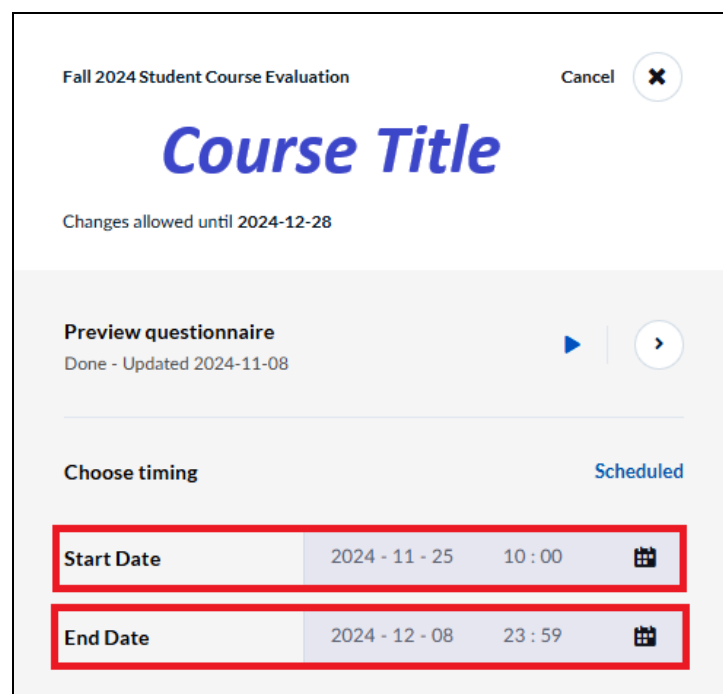 Fall 2024 Student Course Evaluation Cancel
Course Title
Changes allowed until 2024-12-28
Preview questionnaire
Done - Updated 2024-11-08
Choose timing Scheduled
Start Date 2024 - 11 - 25 10 : 00
End Date 2024 - 12 - 08 23 : 59